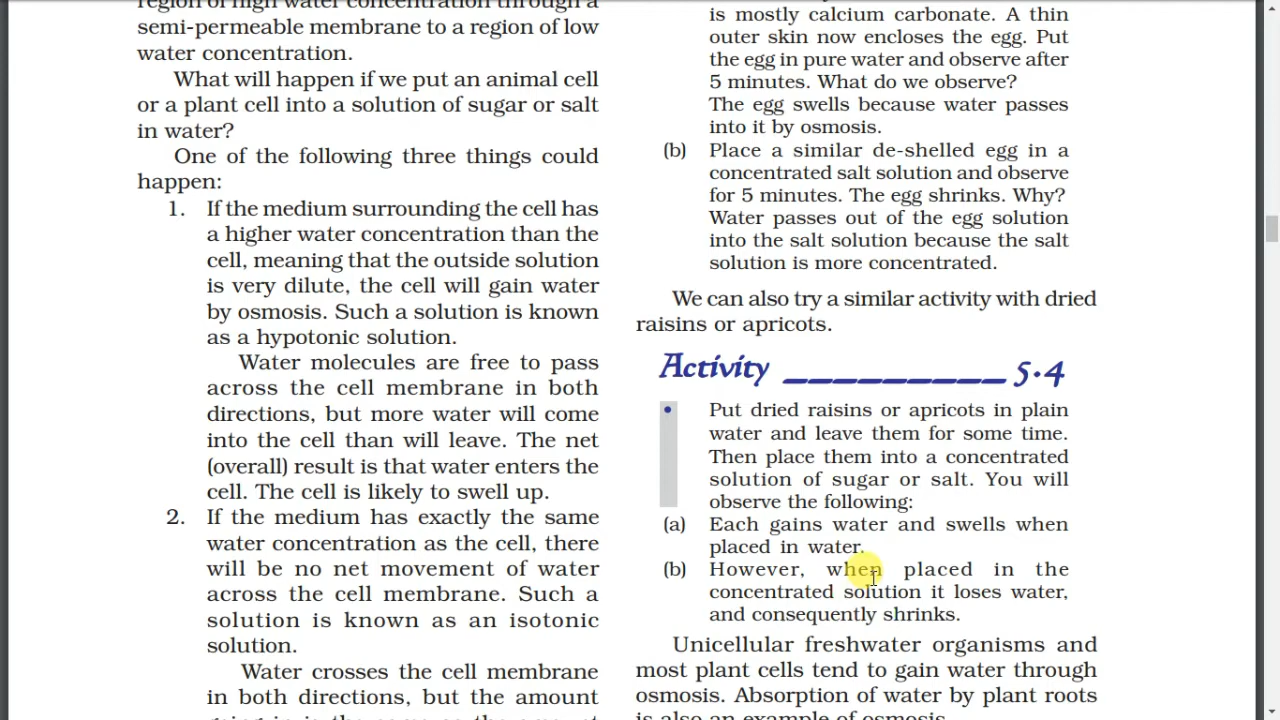 region of high water concentration through a
semi-permeable membrane to a region of low
water concentration.
What will happen if we put an animal cell
or a plant cell into a solution of sugar or salt
in water?
One of the following three things could
happen:
1. If the medium surrounding the cell has
a higher water concentration than the
cell, meaning that the outside solution
is very dilute, the cell will gain water
by osmosis. Such a solution is known
as a hypotonic solution.
Water molecules are free to pass
across the cell membrane in both
directions, but more water will come
into the cell than will leave. The net
(overall) result is that water enters the
cell. The cell is likely to swell up.
2. If the medium has exactly the same
water concentration as the cell, there
will be no net movement of water
across the cell membrane. Such a
solution is known as an isotonic
solution.
Water crosses the cell membrane
in both directions, but the amount
is mostly calcium carbonate. A thin
outer skin now encloses the egg. Put
the egg in pure water and observe after
5 minutes. What do we observe?
The egg swells because water passes
into it by osmosis.
(b) Place a similar de-shelled egg in a
concentrated salt solution and observe
for 5 minutes. The egg shrinks. Why?
Water passes out of the egg solution
into the salt solution because the salt
solution is more concentrated.
We can also try a similar activity with dried
raisins or apricots.
Activity __________ 5.4
• Put dried raisins or apricots in plain
water and leave them for some time.
Then place them into a concentrated
solution of sugar or salt. You will
observe the following:
(a) Each gains water and swells when
placed in water.
(b) However, when placed in the
concentrated solution it loses water,
and consequently shrinks.
Unicellular freshwater organisms and
most plant cells tend to gain water through
osmosis. Absorption of water by plant roots
is also an example of osmosis.